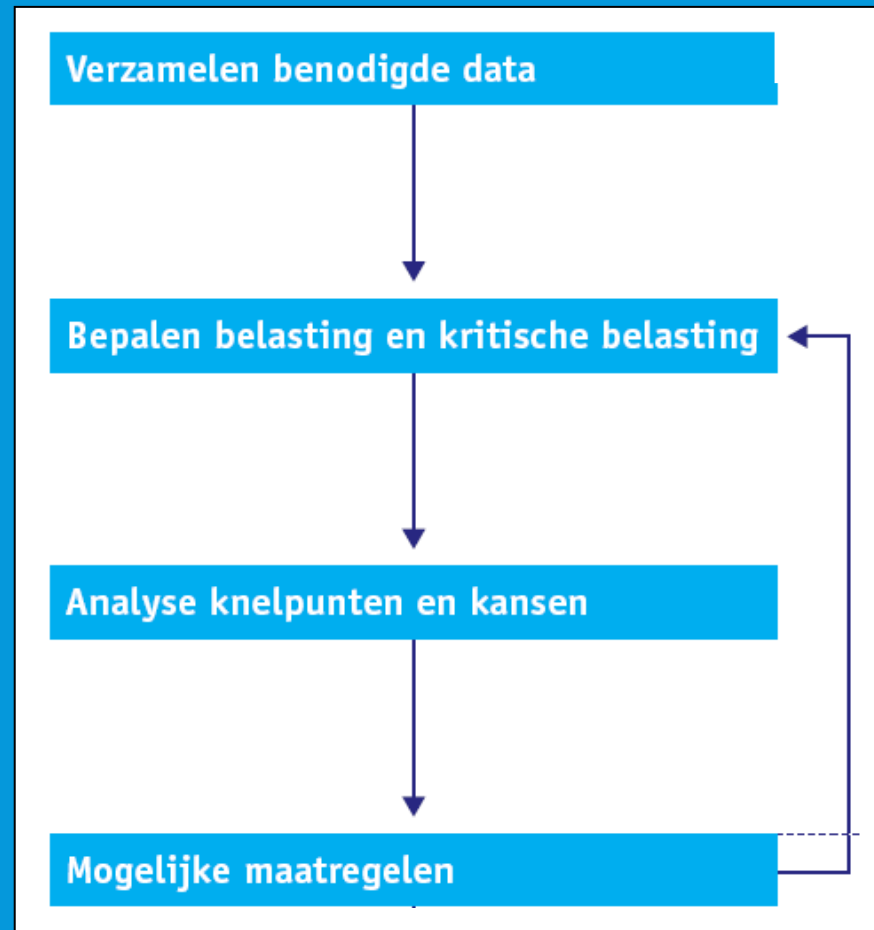 Verzamelen benodigde data
Bepalen belasting en kritische belasting
Analyse knelpunten en kansen
Mogelijke maatregelen